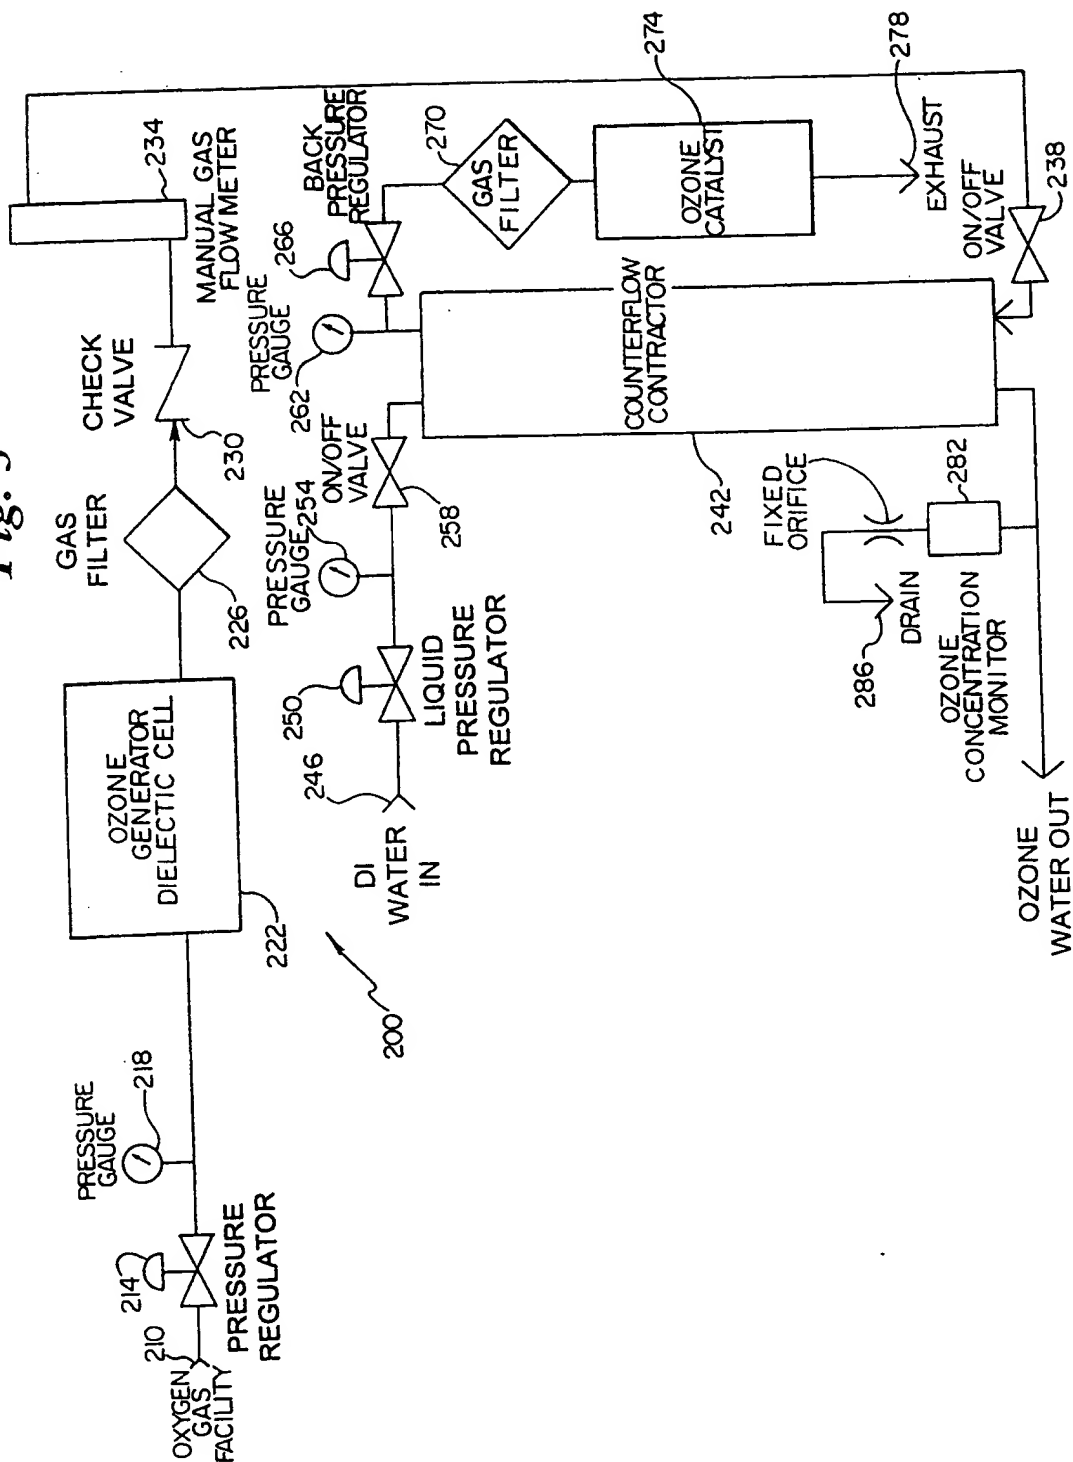 Fig.
OXYGEN
GAS
FACILITY
210
214
PRESSURE
REGULATOR
PRESSURE
GAUGE
218
OZONE
GENERATOR
DIELECTIC CELL
222
GAS
FILTER
226
CHECK
VALVE
230
MANUAL GAS
FLOW METER
234
200
DI
WATER
IN
246
250
LIQUID
PRESSURE
REGULATOR
PRESSURE
GAUGE
254
ON/OFF
VALVE
258
PRESSURE
GAUGE
262
266
BACK
PRESSURE
REGULATOR
270
GAS
FILTER
274
OZONE
CATALYST
278
EXHAUST
COUNTERFLOW
CONTRACTOR
242
ON/OFF
VALVE
238
FIXED
ORIFICE
282
286
DRAIN
OZONE
CONCENTRATION
MONITOR
OZONE
WATER OUT